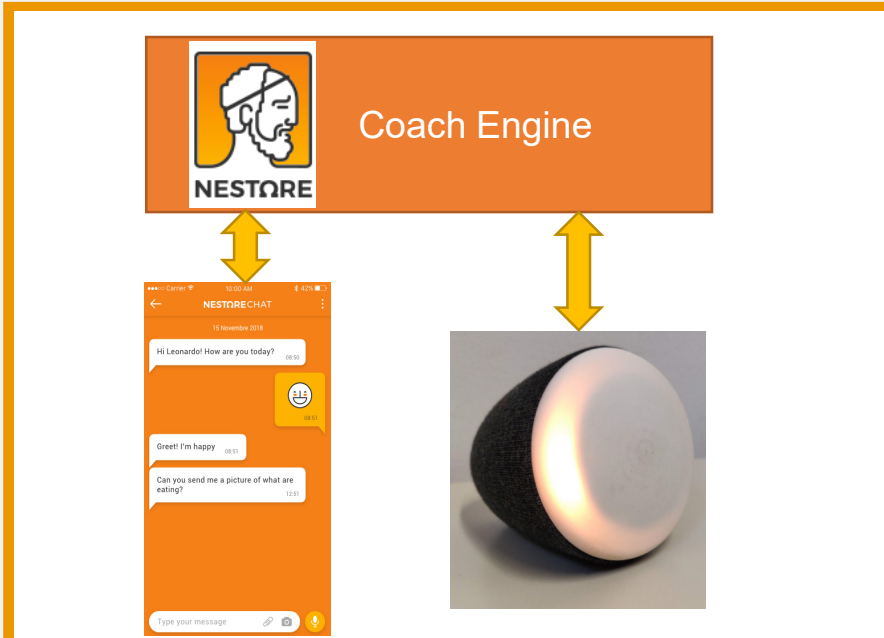 NESTORE
Coach Engine
Carrier 10:00 AM 42%
NESTORECHAT
15 Novembre 2018
Hi Leonardo! How are you today?
08:50
08:51
Greet! I'm happy
08:51
Can you send me a picture of what are
eating?
12:51
Type your message